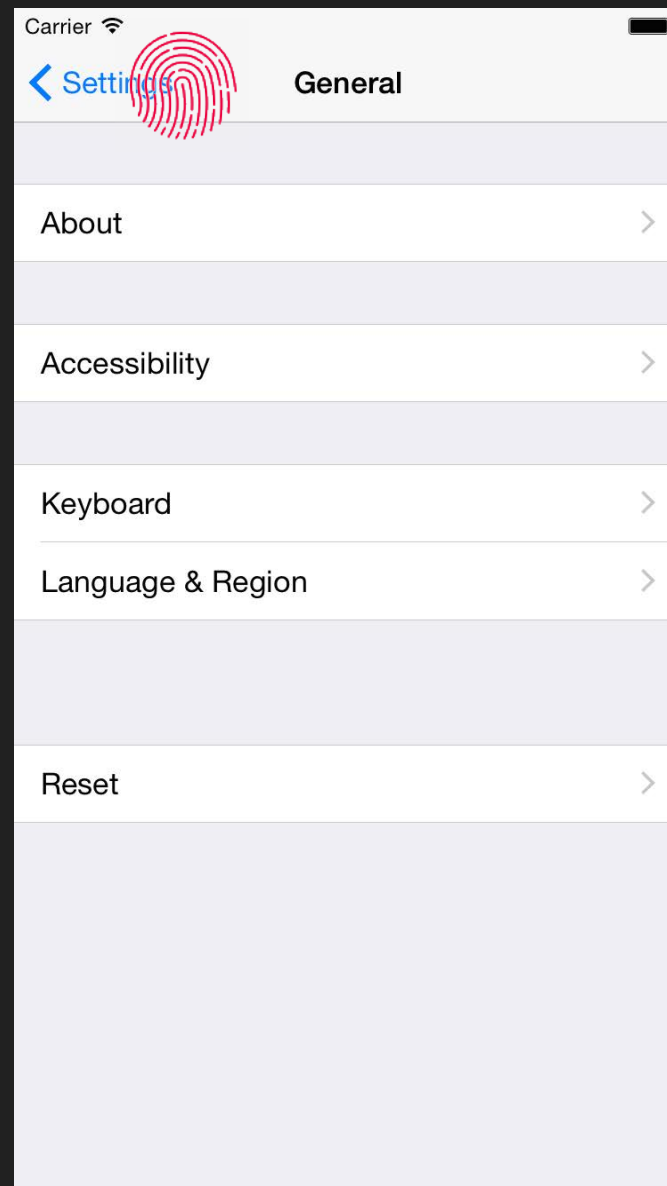 Carrier
Settings
General
About
Accessibility
Keyboard
Language & Region
Reset